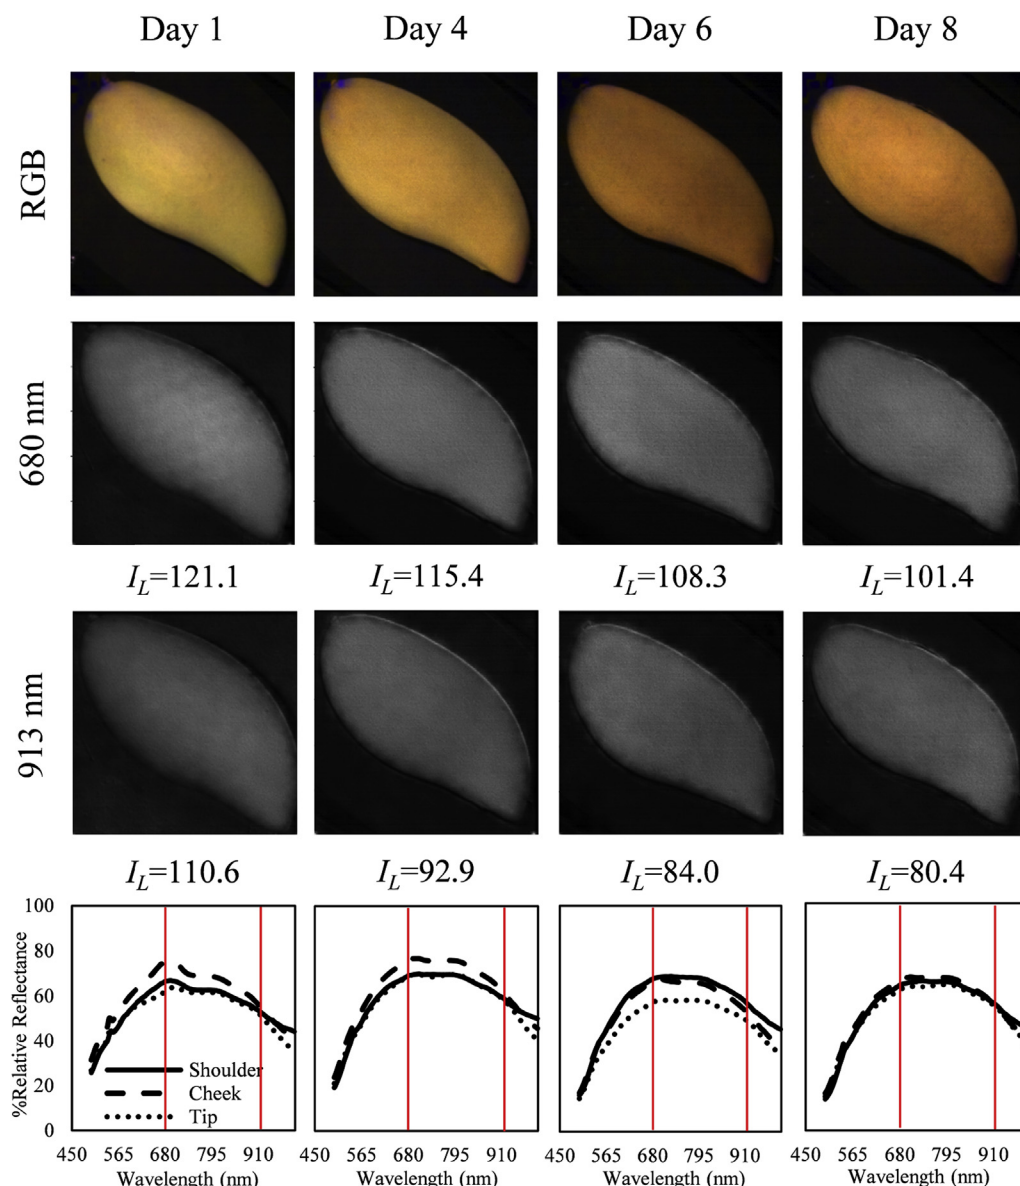 Day 1 Day 4 Day 6 Day 8
RGB
680 nm
I_L=121.1 I_L=115.4 I_L=108.3 I_L=101.4
913 nm
I_L=110.6 I_L=92.9 I_L=84.0 I_L=80.4
%Relative Reflectance
100
80
60
40
20
0
Shoulder
Cheek
Tip
450 565 680 795 910 450 565 680 795 910 450 565 680 795 910 450 565 680 795 910
Wavelength (nm) Wavelength (nm) Wavelength (nm) Wavelength (nm)